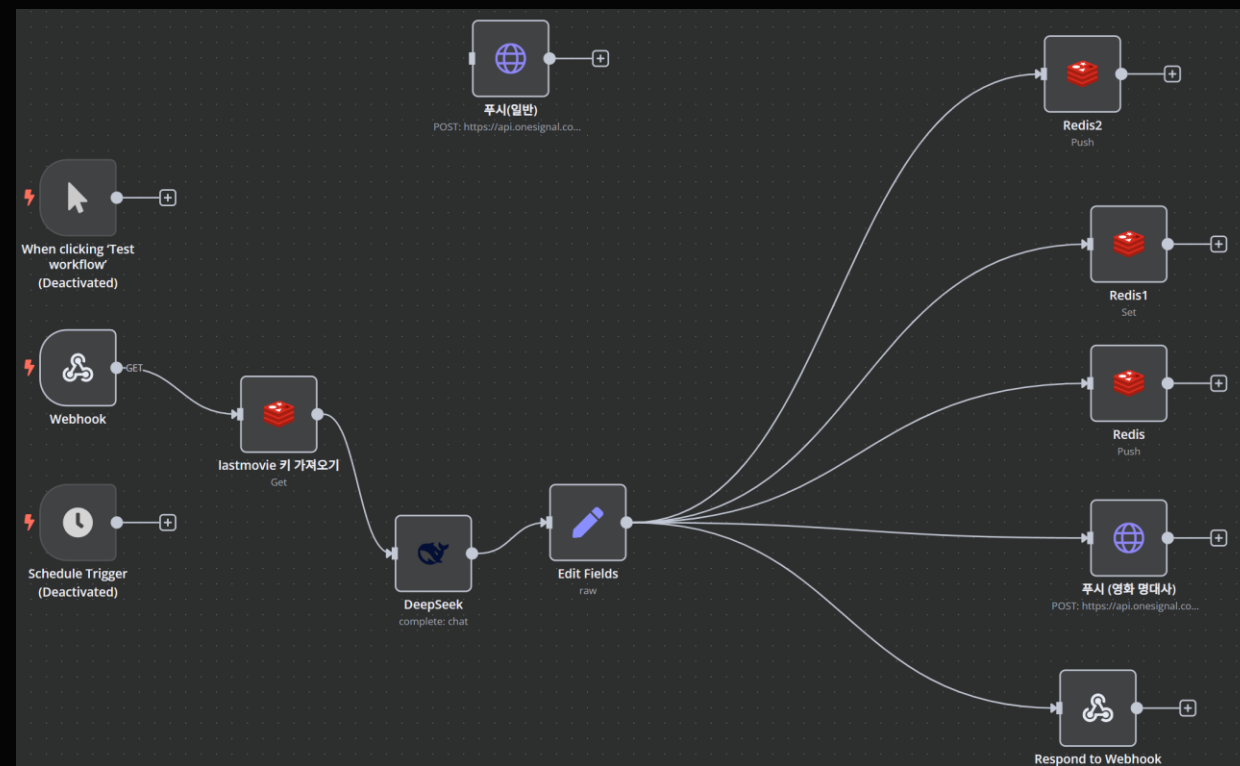 푸시(일반)
POST: https://api.onesignal.co...
Redis2
Push
When clicking ‘Test
workflow’
(Deactivated)
Redis1
Set
GET
Webhook
lastmovie 키 가져오기
Get
Redis
Push
Schedule Trigger
(Deactivated)
DeepSeek
complete: chat
Edit Fields
raw
푸시 (영화 명대사)
POST: https://api.onesignal.co...
Respond to Webhook